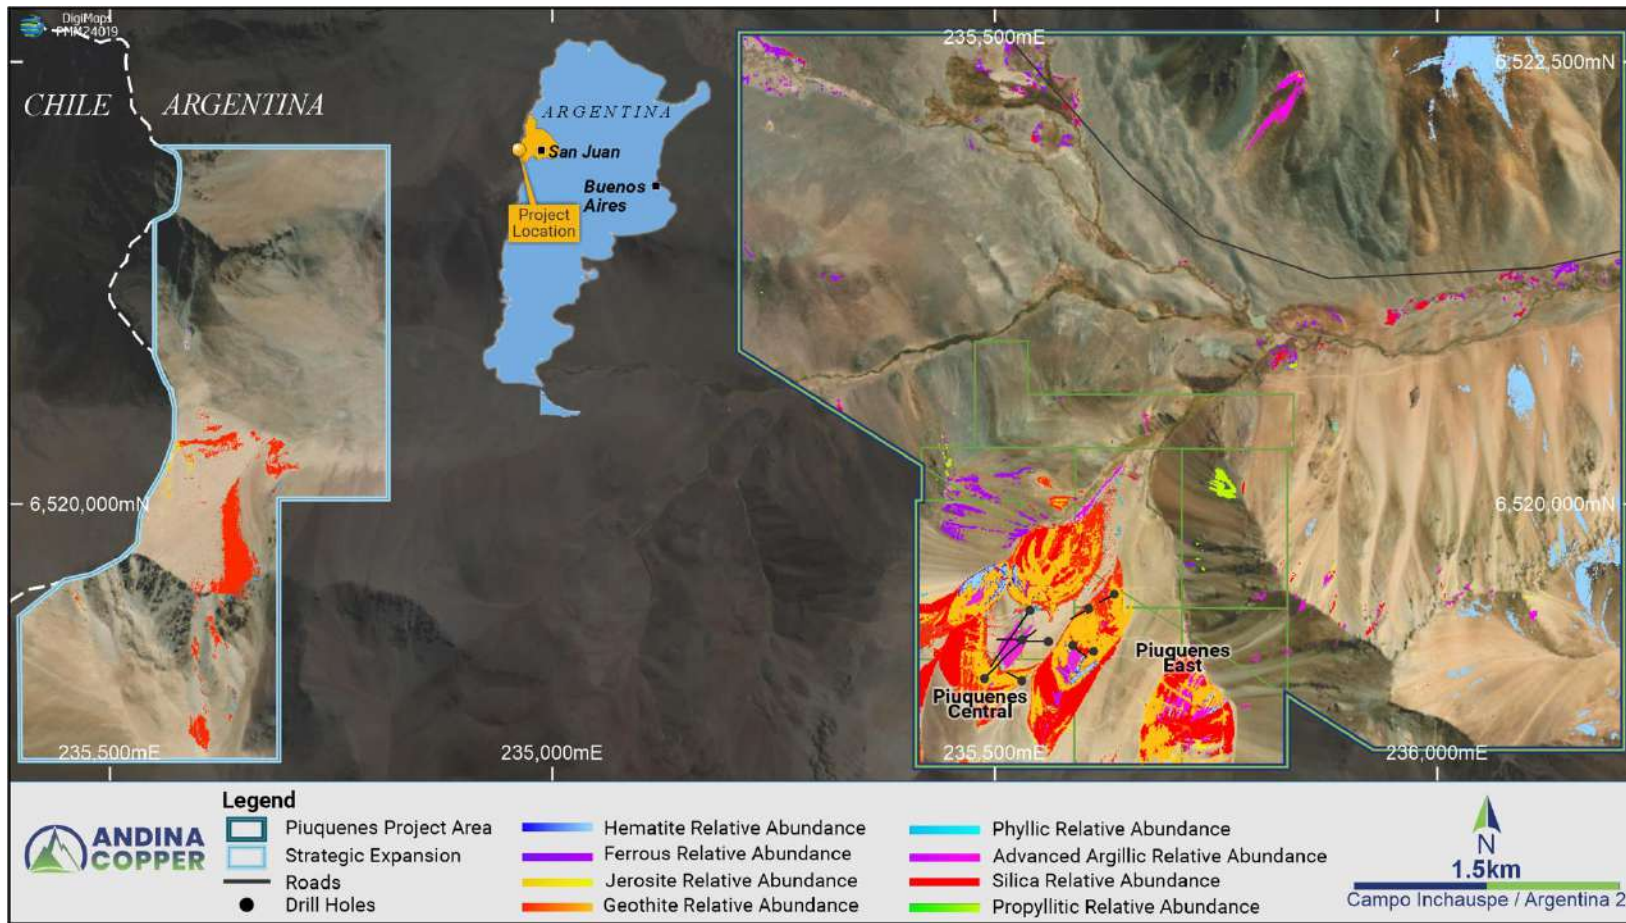 DigiMaps
PMM24019
235,500mE
6,522,500mN
CHILE
ARGENTINA
ARGENTINA
San Juan
Buenos
Aires
Project
Location
6,520,000mN
6,520,000mN
Piuquenes
East
Piuquenes
Central
235,500mE
235,000mE
235,500mE
236,000mE
ANDINA
COPPER
Legend
Piuquenes Project Area
Strategic Expansion
Roads
Drill Holes
Hematite Relative Abundance
Ferrous Relative Abundance
Jerosite Relative Abundance
Geothite Relative Abundance
Phyllic Relative Abundance
Advanced Argillic Relative Abundance
Silica Relative Abundance
Propyllitic Relative Abundance
N
1.5km
Campo Inchauspe / Argentina 2